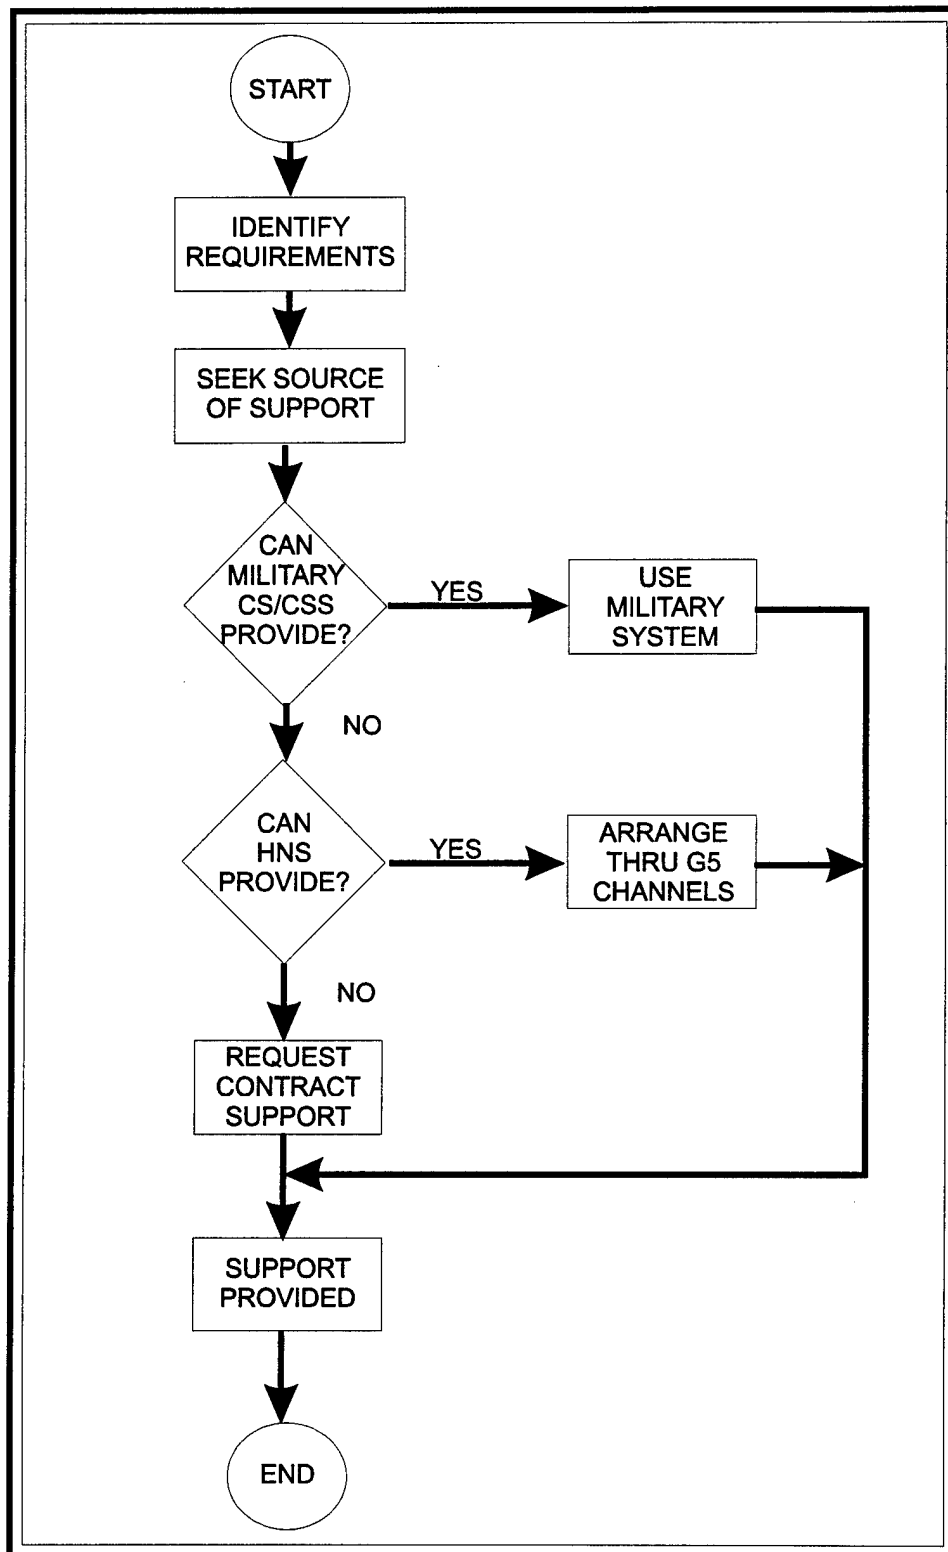 START
IDENTIFY
REQUIREMENTS
SEEK SOURCE
OF SUPPORT
CAN
MILITARY
CS/CSS
PROVIDE?
YES
USE
MILITARY
SYSTEM
NO
CAN
HNS
PROVIDE?
YES
ARRANGE
THRU G5
CHANNELS
NO
REQUEST
CONTRACT
SUPPORT
SUPPORT
PROVIDED
END